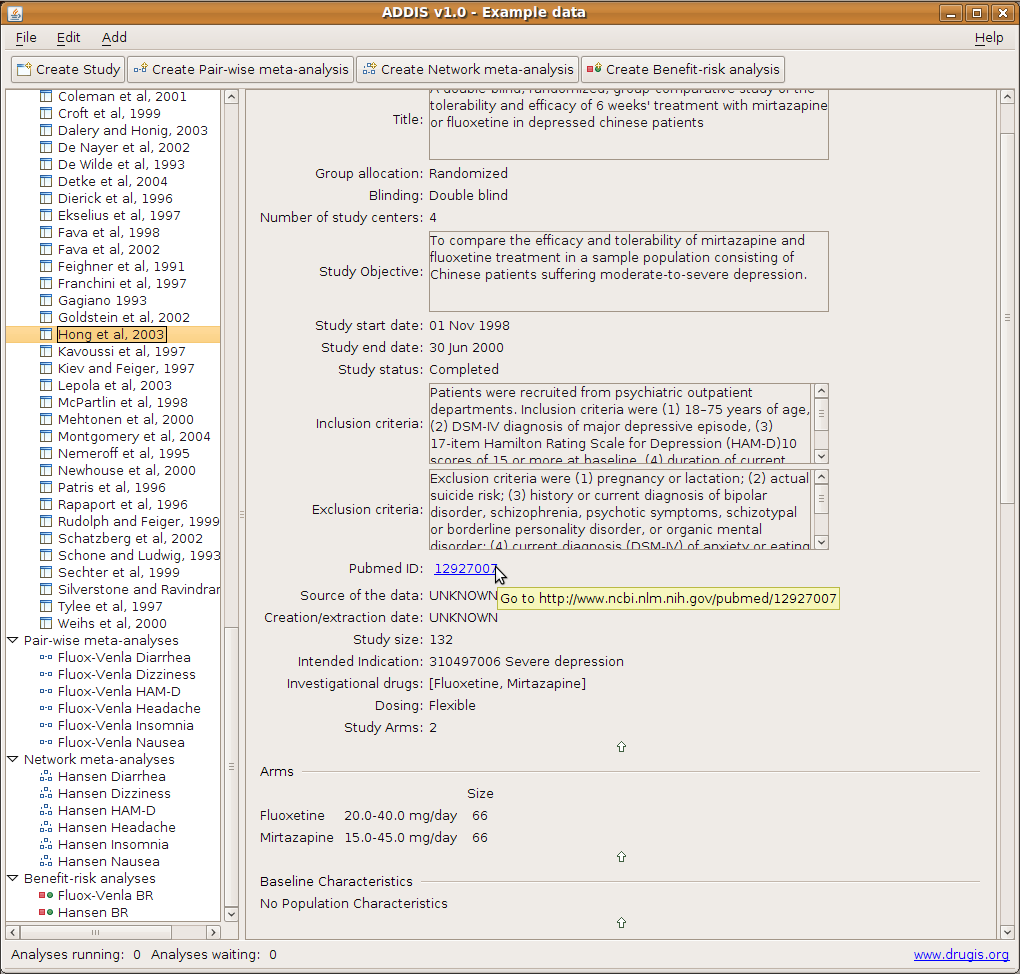 ADDIS v1.0 - Example data
File Edit Add Help
Create Study Create Pair-wise meta-analysis Create Network meta-analysis Create Benefit-risk analysis
Coleman et al, 2001
Croft et al, 1999
Dalery and Honig, 2003
De Nayer et al, 2002
De Wilde et al, 1993
Detke et al, 2004
Dierick et al, 1996
Ekselius et al, 1997
Fava et al, 1998
Fava et al, 2002
Feighner et al, 1991
Franchini et al, 1997
Gagiano 1993
Goldstein et al, 2002
Hong et al, 2003
Kavoussi et al, 1997
Kiev and Feiger, 1997
Lepola et al, 2003
McPartlin et al, 1998
Mehtonen et al, 2000
Montgomery et al, 2004
Nemeroff et al, 1995
Newhouse et al, 2000
Patris et al, 1996
Rapaport et al, 1996
Rudolph and Feiger, 1999
Schatzberg et al, 2002
Schone and Ludwig, 1993
Sechter et al, 1999
Silverstone and Ravindran
Tylee et al, 1997
Weihs et al, 2000
Pair-wise meta-analyses
Fluox-Venla Diarrhea
Fluox-Venla Dizziness
Fluox-Venla HAM-D
Fluox-Venla Headache
Fluox-Venla Insomnia
Fluox-Venla Nausea
Network meta-analyses
Hansen Diarrhea
Hansen Dizziness
Hansen HAM-D
Hansen Headache
Hansen Insomnia
Hansen Nausea
Benefit-risk analyses
Fluox-Venla BR
Hansen BR
A double-blind, randomized, group-comparative study of the
Title: tolerability and efficacy of 6 weeks' treatment with mirtazapine
or fluoxetine in depressed chinese patients
Group allocation: Randomized
Blinding: Double blind
Number of study centers: 4
To compare the efficacy and tolerability of mirtazapine and
Study Objective: fluoxetine treatment in a sample population consisting of
Chinese patients suffering moderate-to-severe depression.
Study start date: 01 Nov 1998
Study end date: 30 Jun 2000
Study status: Completed
Patients were recruited from psychiatric outpatient
departments. Inclusion criteria were (1) 18–75 years of age,
Inclusion criteria: (2) DSM-IV diagnosis of major depressive episode, (3)
17-item Hamilton Rating Scale for Depression (HAM-D)10
scores of 15 or more at baseline, (4) duration of current
Exclusion criteria were (1) pregnancy or lactation; (2) actual
suicide risk; (3) history or current diagnosis of bipolar
Exclusion criteria: disorder, schizophrenia, psychotic symptoms, schizotypal
or borderline personality disorder, or organic mental
disorder; (4) current diagnosis (DSM-IV) of anxiety or eating
Pubmed ID: 12927007
Source of the data: UNKNOWN Go to http://www.ncbi.nlm.nih.gov/pubmed/12927007
Creation/extraction date: UNKNOWN
Study size: 132
Intended Indication: 310497006 Severe depression
Investigational drugs: [Fluoxetine, Mirtazapine]
Dosing: Flexible
Study Arms: 2
Arms
Size
Fluoxetine 20.0-40.0 mg/day 66
Mirtazapine 15.0-45.0 mg/day 66
Baseline Characteristics
No Population Characteristics
Analyses running: 0 Analyses waiting: 0 www.drugis.org